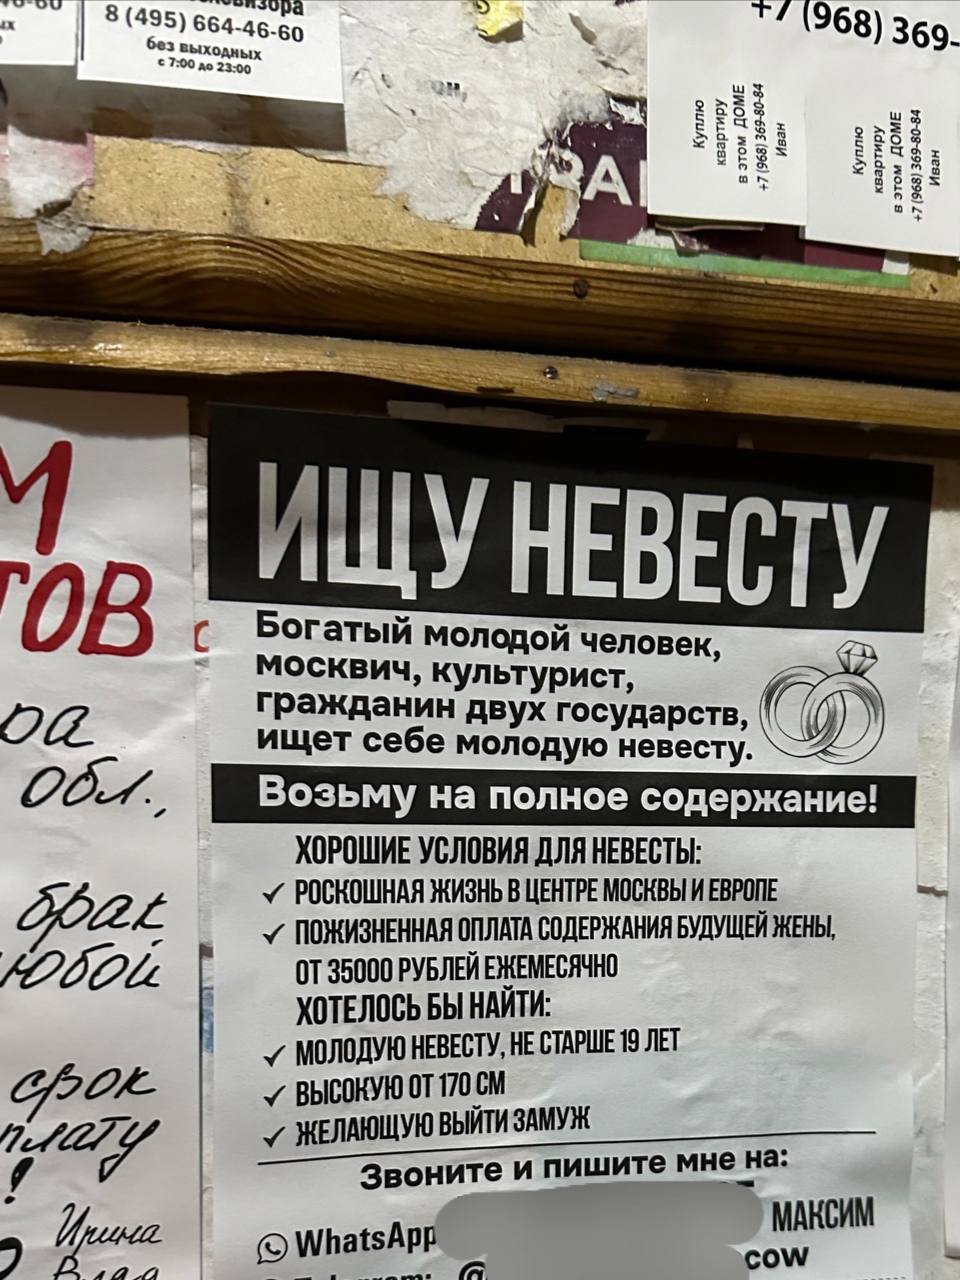 8 (495) 664-46-60
без выходных
с 7:00 до 23:00
+7 (968) 369-
Куплю
квартиру
в этом ДОМЕ
+7 (968) 369-80-84
Иван
Куплю
квартиру
в этом ДОМЕ
+7 (968) 369-80-84
Иван
ИЩУ НЕВЕСТУ
Богатый молодой человек,
москвич, культурист,
гражданин двух государств,
ищет себе молодую невесту.
Возьму на полное содержание!
ХОРОШИЕ УСЛОВИЯ ДЛЯ НЕВЕСТЫ:
✓ РОСКОШНАЯ ЖИЗНЬ В ЦЕНТРЕ МОСКВЫ И ЕВРОПЕ
✓ ПОЖИЗНЕННАЯ ОПЛАТА СОДЕРЖАНИЯ БУДУЩЕЙ ЖЕНЫ,
ОТ 35000 РУБЛЕЙ ЕЖЕМЕСЯЧНО
ХОТЕЛОСЬ БЫ НАЙТИ:
✓ МОЛОДУЮ НЕВЕСТУ, НЕ СТАРШЕ 19 ЛЕТ
✓ ВЫСОКУЮ ОТ 170 СМ
✓ ЖЕЛАЮЩУЮ ВЫЙТИ ЗАМУЖ
Звоните и пишите мне на:
WhatsApp МАКСИМ
cow
М
ТОВ
ра
обл.,
брак
юбой
срок
плату
!
Ирина